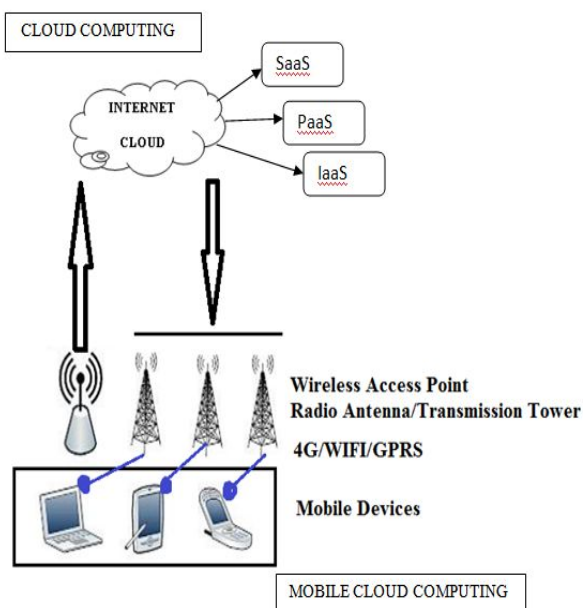 CLOUD COMPUTING
SaaS
INTERNET
CLOUD
PaaS
IaaS
Wireless Access Point
Radio Antenna/Transmission Tower
4G/WIFI/GPRS
Mobile Devices
MOBILE CLOUD COMPUTING